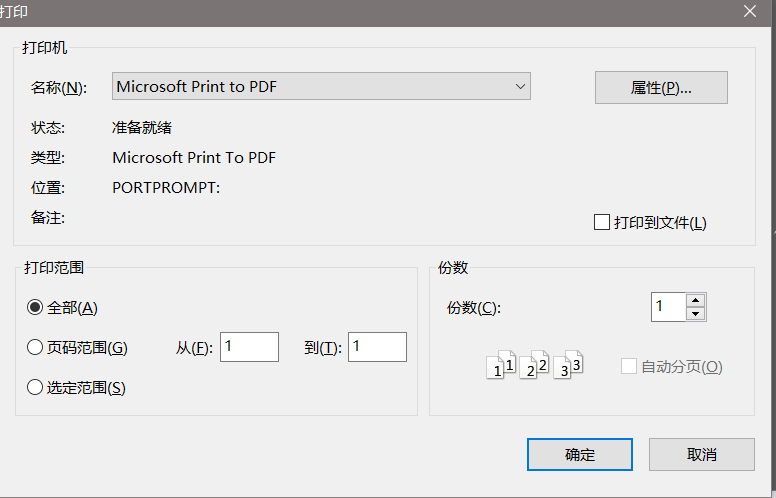 打印
打印机
名称(N): Microsoft Print to PDF 属性(P)...
状态: 准备就绪
类型: Microsoft Print To PDF
位置: PORTPROMPT:
备注:
打印到文件(L)
打印范围
全部(A)
页码范围(G) 从(F): 1 到(T): 1
选定范围(S)
份数
份数(C): 1
1 1 2 2 3 3
自动分页(O)
确定 取消